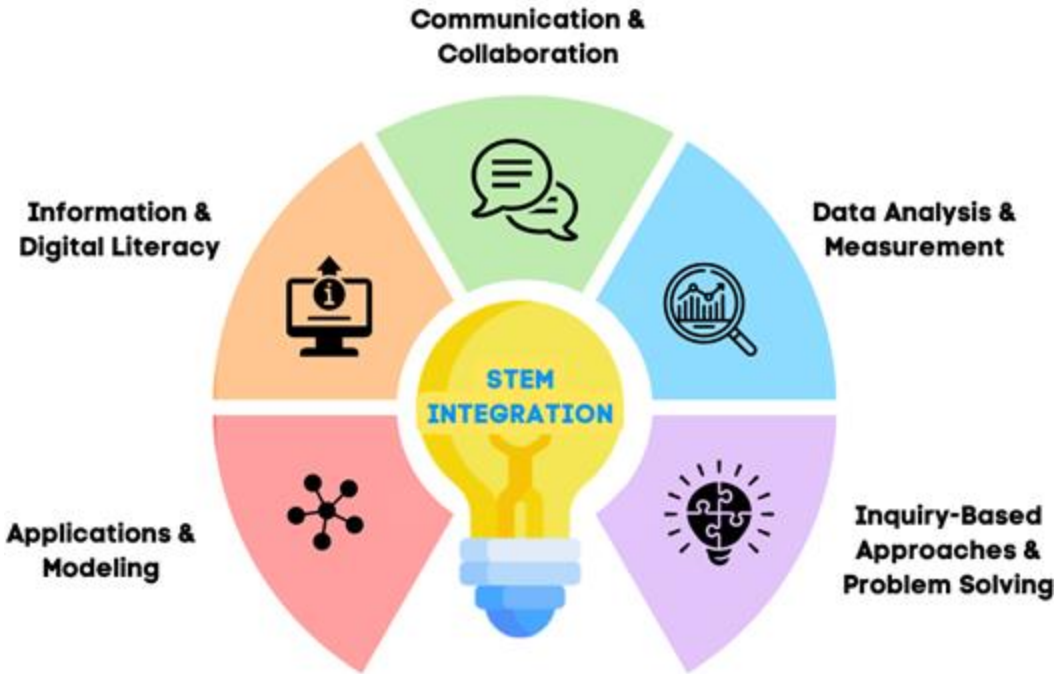 Communication &
Collaboration
Information &
Digital Literacy
Data Analysis &
Measurement
STEM
INTEGRATION
Applications &
Modeling
Inquiry-Based
Approaches &
Problem Solving